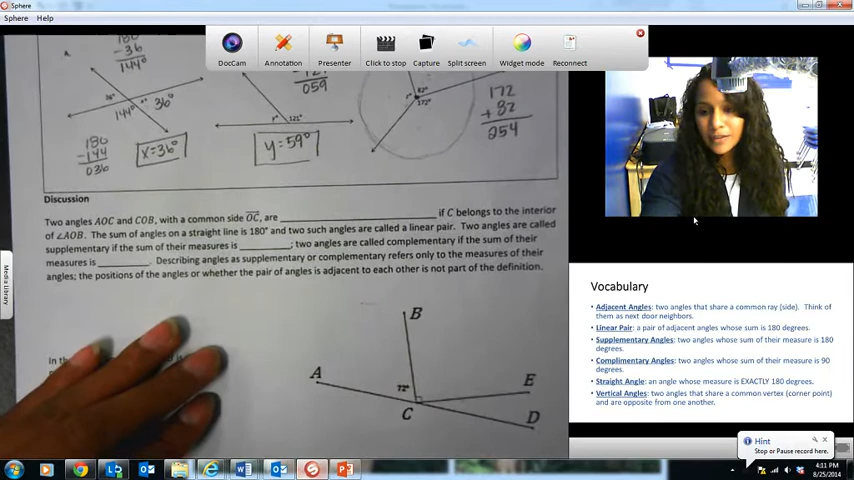 Sphere
Sphere Help
DocCam
Annotation
Presenter
Click to stop
Capture
Split screen
Widget mode
Reconnect
180
-36
144°
36°
144°
36°
180
-144
036
x=36°
059
121°
y=59°
82°
172°
172
+ 82
254
Discussion
Two angles AOC and COB, with a common side OC, are ____________ if C belongs to the interior
of ∠AOB. The sum of angles on a straight line is 180° and two such angles are called a linear pair. Two angles are called
supplementary if the sum of their measures is ________; two angles are called complementary if the sum of their
measures is ________. Describing angles as supplementary or complementary refers only to the measures of their
angles; the positions of the angles or whether the pair of angles is adjacent to each other is not part of the definition.
In the
B
A
72°
E
C
D
Media Library
Vocabulary
Adjacent Angles: two angles that share a common ray (side). Think of
them as next door neighbors.
Linear Pair: a pair of adjacent angles whose sum is 180 degrees.
Supplementary Angles: two angles whose sum of their measure is 180
degrees.
Complimentary Angles: two angles whose sum of their measure is 90
degrees.
Straight Angle: an angle whose measure is EXACTLY 180 degrees.
Vertical Angles: two angles that share a common vertex (corner point)
and are opposite from one another.
Hint
Stop or Pause record here.
4:11 PM
8/25/2014